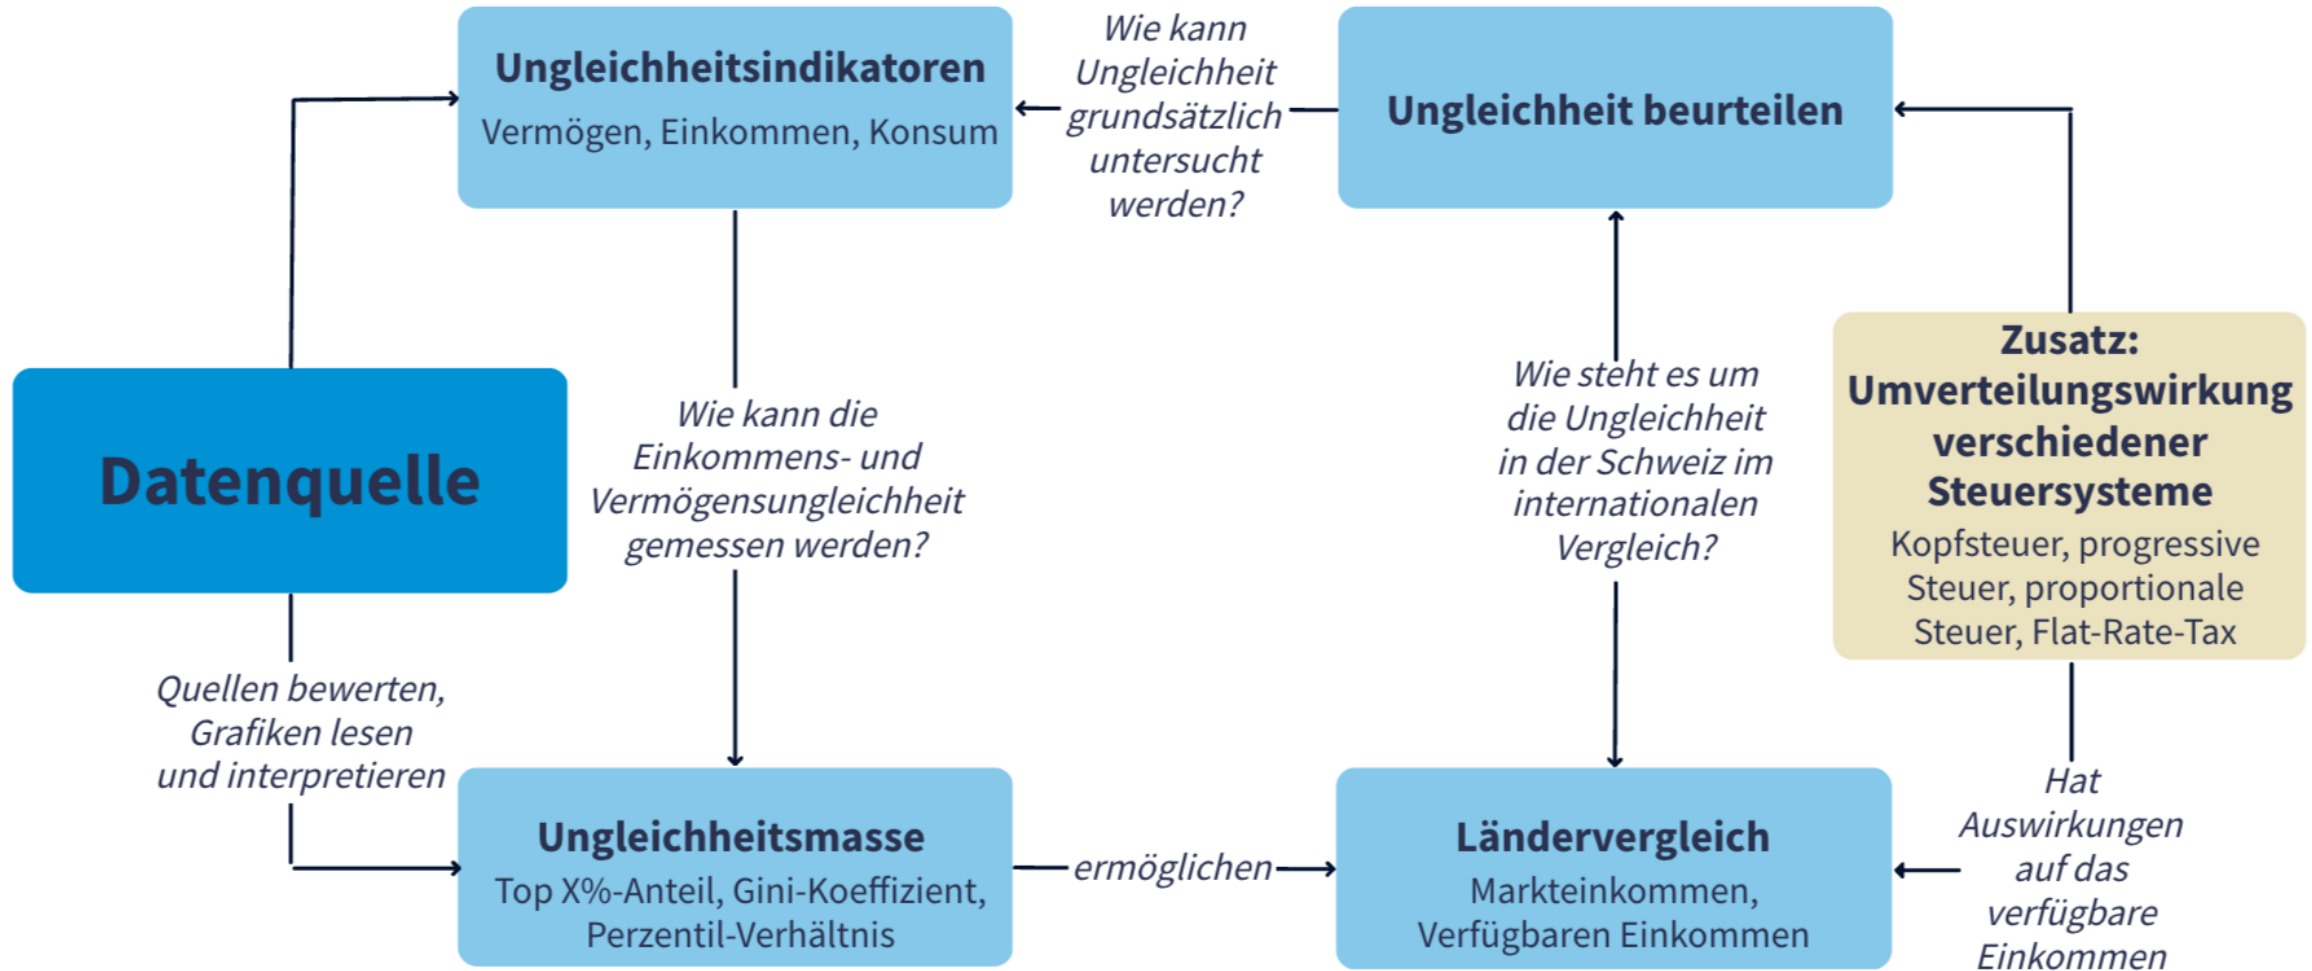 Ungleichheitsindikatoren
Vermögen, Einkommen, Konsum
Wie kann
Ungleichheit
grundsätzlich
untersucht
werden?
Ungleichheit beurteilen
Datenquelle
Wie kann die
Einkommens- und
Vermögensungleichheit
gemessen werden?
Wie steht es um
die Ungleichheit
in der Schweiz im
internationalen
Vergleich?
Zusatz:
Umverteilungswirkung
verschiedener
Steuersysteme
Kopfsteuer, progressive
Steuer, proportionale
Steuer, Flat-Rate-Tax
Quellen bewerten,
Grafiken lesen
und interpretieren
Ungleichheitsmasse
Top X%-Anteil, Gini-Koeffizient,
Perzentil-Verhältnis
ermöglichen
Ländervergleich
Markteinkommen,
Verfügbaren Einkommen
Hat
Auswirkungen
auf das
verfügbare
Einkommen